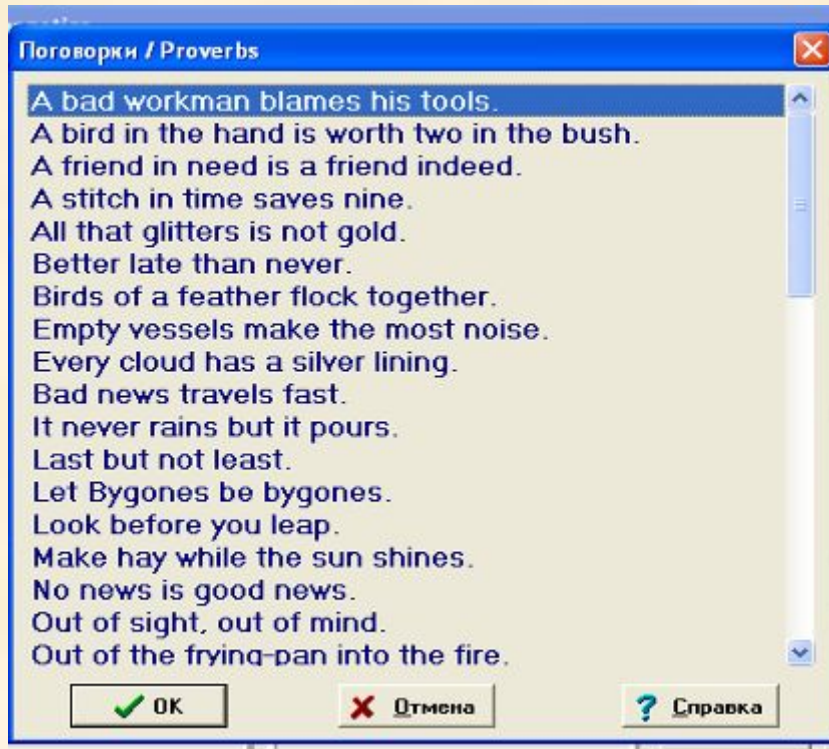 Поговорки / Proverbs
A bad workman blames his tools.
A bird in the hand is worth two in the bush.
A friend in need is a friend indeed.
A stitch in time saves nine.
All that glitters is not gold.
Better late than never.
Birds of a feather flock together.
Empty vessels make the most noise.
Every cloud has a silver lining.
Bad news travels fast.
It never rains but it pours.
Last but not least.
Let Bygones be bygones.
Look before you leap.
Make hay while the sun shines.
No news is good news.
Out of sight, out of mind.
Out of the frying-pan into the fire.
OK
Отмена
Справка